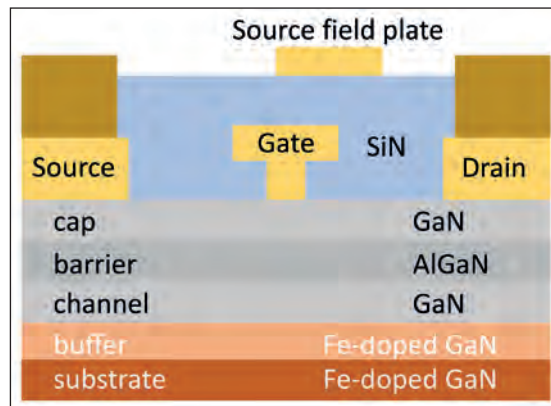 Source field plate
Gate
SiN
Source
Drain
cap GaN
barrier AlGaN
channel GaN
buffer Fe-doped GaN
substrate Fe-doped GaN